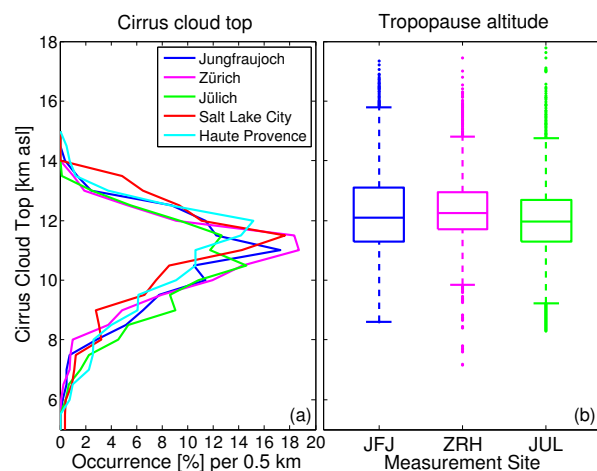 Cirrus cloud top
Tropopause altitude
Cirrus Cloud Top [km asl]
18
16
14
12
10
8
6
Jungfraujoch
Zürich
Jülich
Salt Lake City
Haute Provence
(a)
(b)
0 2 4 6 8 10 12 14 16 18 20
JFJ ZRH JUL
Occurrence [%] per 0.5 km
Measurement Site